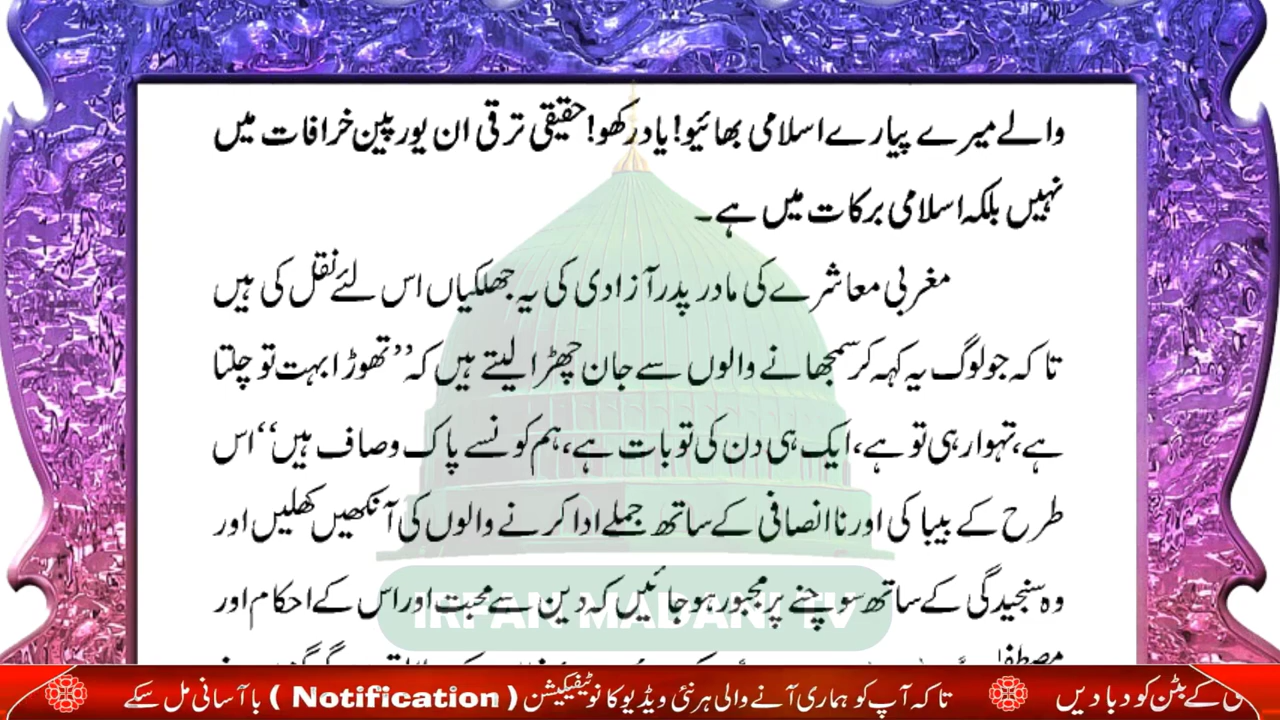 والے میرے پیارے اسلامی بھائیو! یاد رکھو! حقیقی ترقی ان یورپین خرافات میں
نہیں بلکہ اسلامی برکات میں ہے۔
مغربی معاشرے کی مادر پدر آزادی کی یہ جھلکیاں اس لئے نقل کی ہیں
تاکہ جو لوگ یہ کہہ کر سمجھانے والوں سے جان چھڑا لیتے ہیں کہ ’’تھوڑا بہت تو چلتا
ہے، تہوار ہی تو ہے، ایک ہی دن کی تو بات ہے، ہم کونسے پاک وصاف ہیں‘‘ اس
طرح کے بیباکی اور ناانصافی کے ساتھ جملے ادا کرنے والوں کی آنکھیں کھلیں اور
وہ سنجیدگی کے ساتھ سوچنے پر مجبور ہو جائیں کہ دین سے محبت اور اس کے احکام اور
IRFAN MADANI TV
کے بٹن کو دبا دیں تاکہ آپ کو ہماری آنے والی ہر نئی ویڈیو کا نوٹیفیکیشن ( Notification ) با آسانی مل سکے